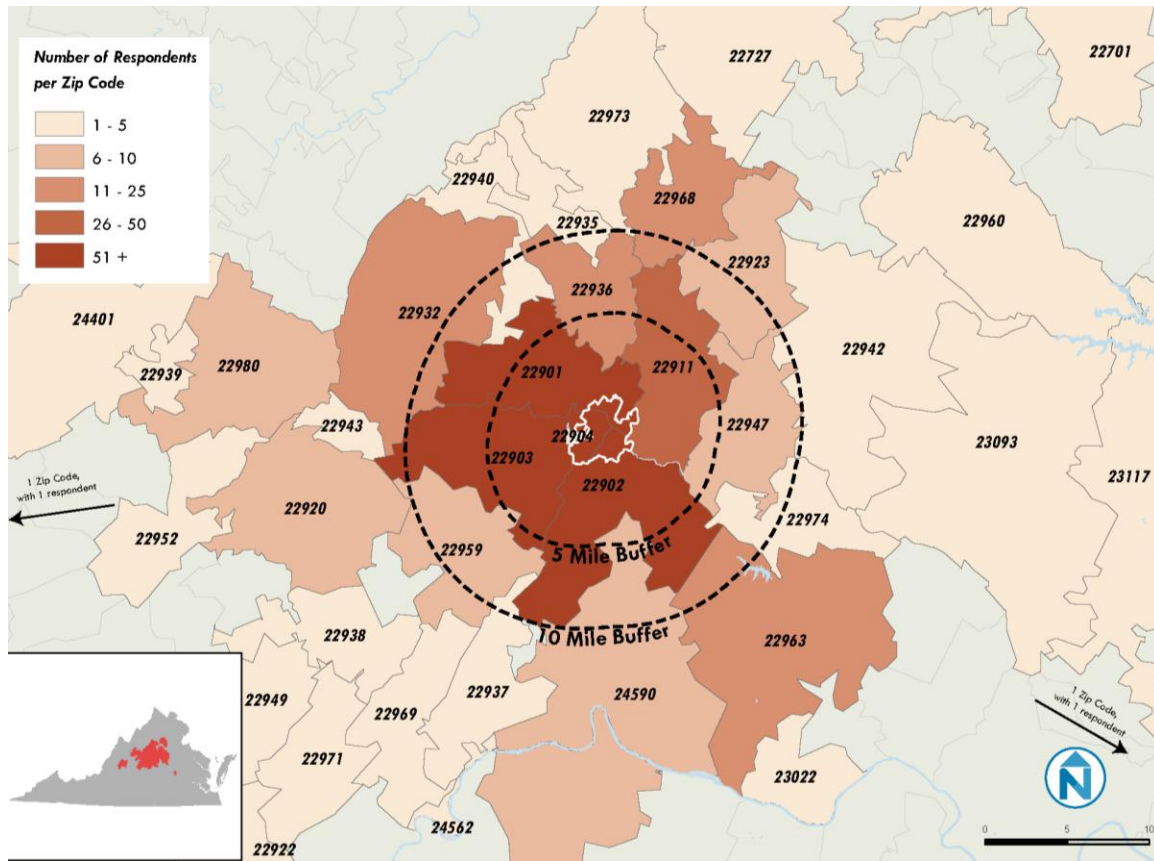 Number of Respondents
per Zip Code
1 - 5
6 - 10
11 - 25
26 - 50
51 +
22701
22727
22973
22940
22968
22935
22960
22923
22936
22932
24401
22980
22939
22942
22901
22911
22943
22947
22904
22903
23093
23117
22902
1 Zip Code,
with 1 respondent
22920
22974
22952
22959
5 Mile Buffer
10 Mile Buffer
22938
22963
22949
22937
24590
22969
22971
1 Zip Code,
with 1 respondent
23022
N
24562
22922
0 5 10